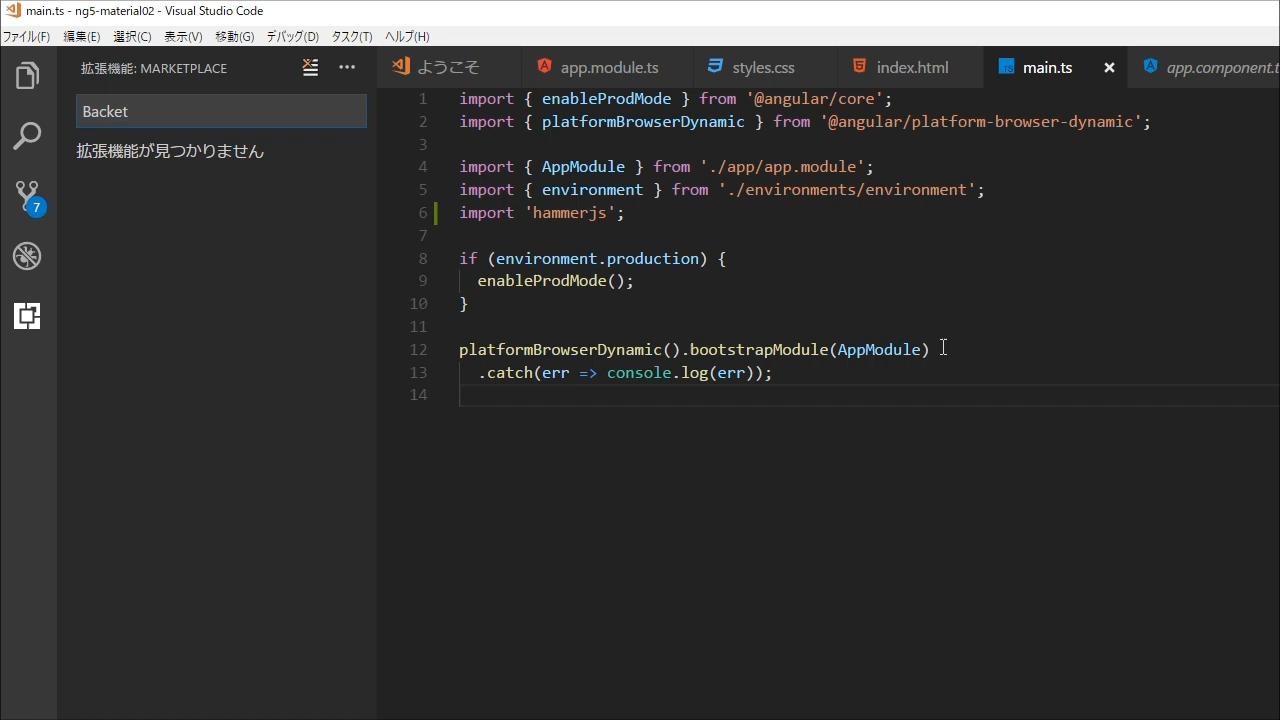 main.ts - ng5-material02 - Visual Studio Code
ファイル(F) 編集(E) 選択(C) 表示(V) 移動(G) デバッグ(D) タスク(T) ヘルプ(H)
拡張機能: MARKETPLACE
Backet
拡張機能が見つかりません
7
ようこそ app.module.ts styles.css index.html TS main.ts app.component.t
1 import { enableProdMode } from '@angular/core';
2 import { platformBrowserDynamic } from '@angular/platform-browser-dynamic';
3
4 import { AppModule } from './app/app.module';
5 import { environment } from './environments/environment';
6 import 'hammerjs';
7
8 if (environment.production) {
9 enableProdMode();
10 }
11
12 platformBrowserDynamic().bootstrapModule(AppModule)
13 .catch(err => console.log(err));
14